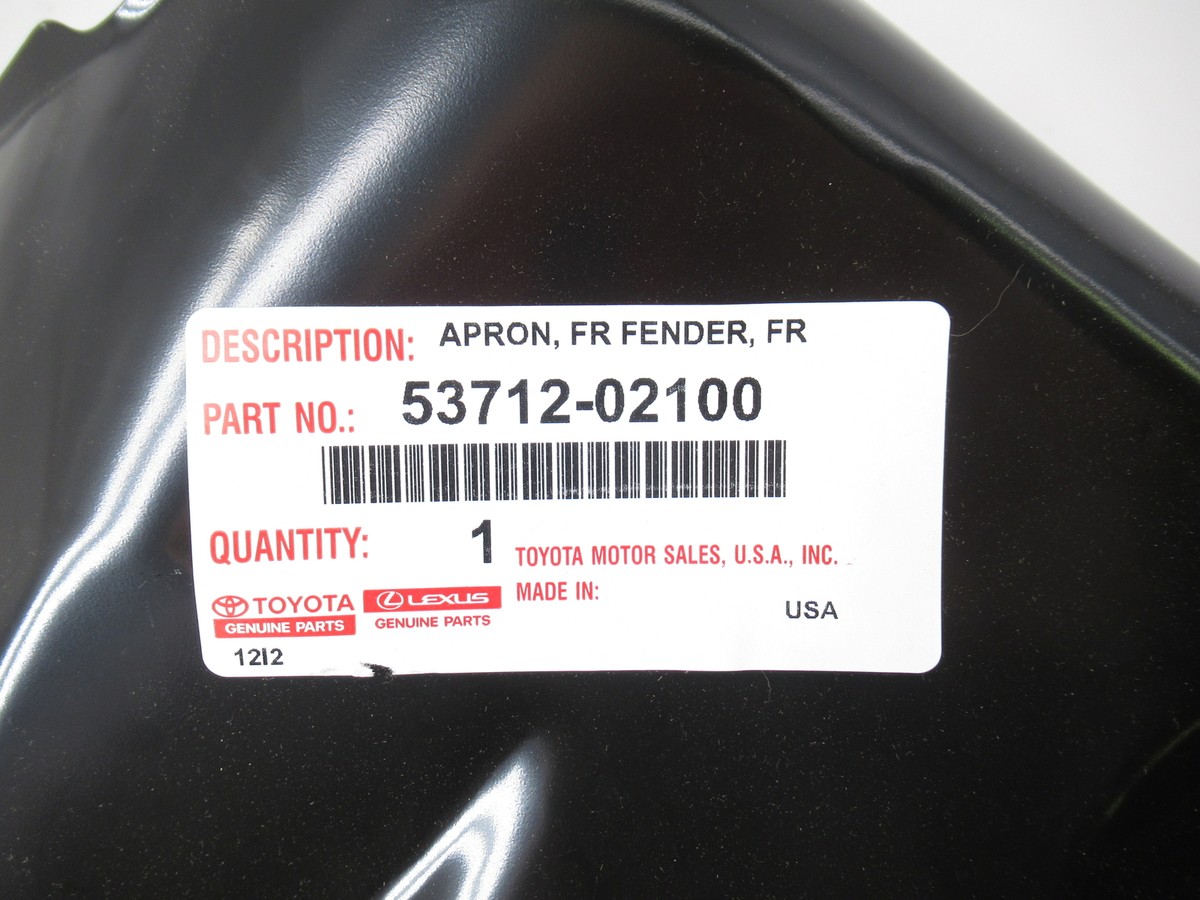 DESCRIPTION: APRON, FR FENDER, FR
PART NO.: 53712-02100
QUANTITY: 1 TOYOTA MOTOR SALES, U.S.A., INC.
MADE IN: USA
TOYOTA LEXUS
GENUINE PARTS GENUINE PARTS
12I2